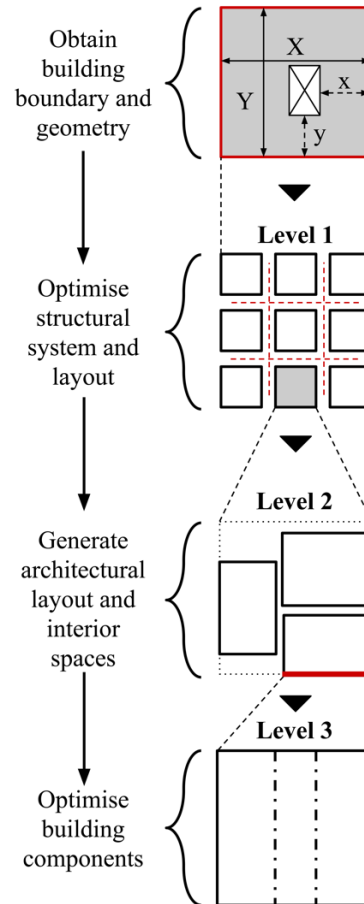 Obtain
building
boundary and
geometry
X
Y
x
y
Level 1
Optimise
structural
system and
layout
Level 2
Generate
architectural
layout and
interior
spaces
Level 3
Optimise
building
components